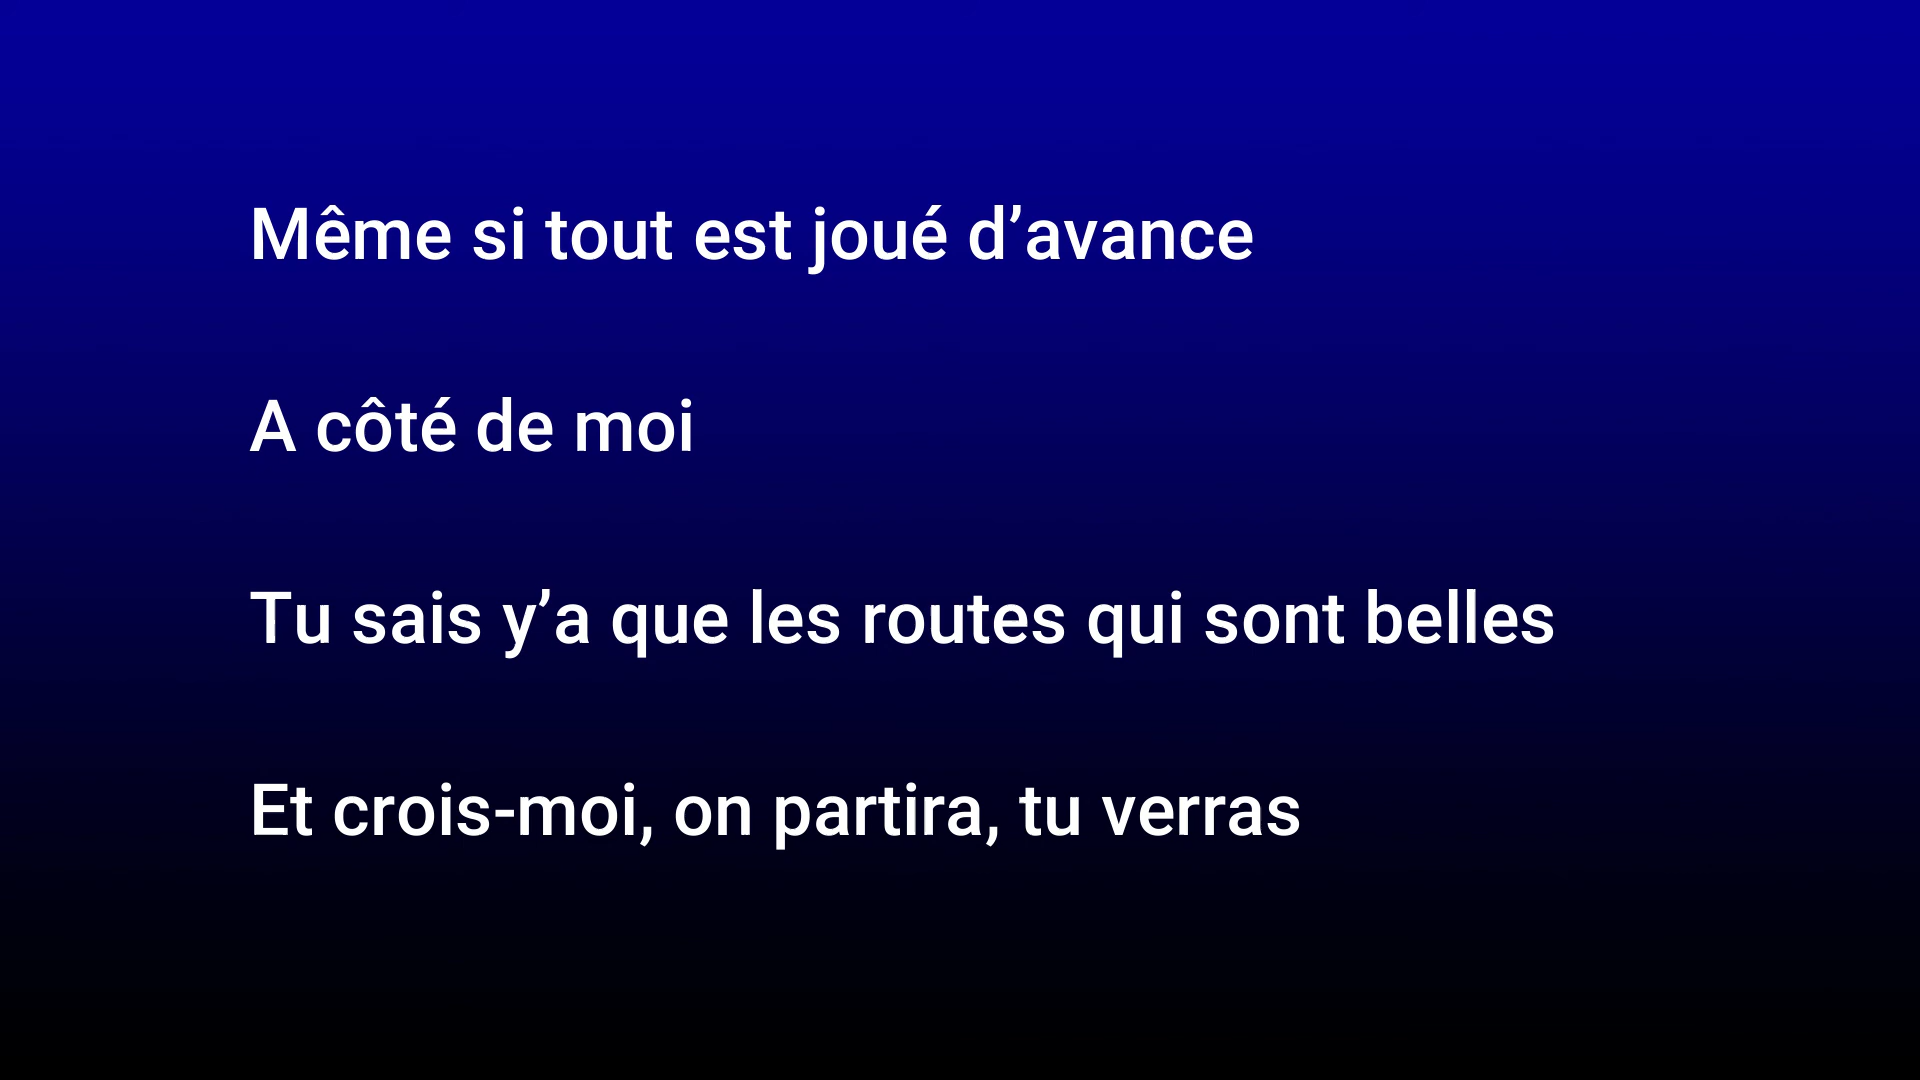 Même si tout est joué d’avance
A côté de moi
Tu sais y’a que les routes qui sont belles
Et crois-moi, on partira, tu verras